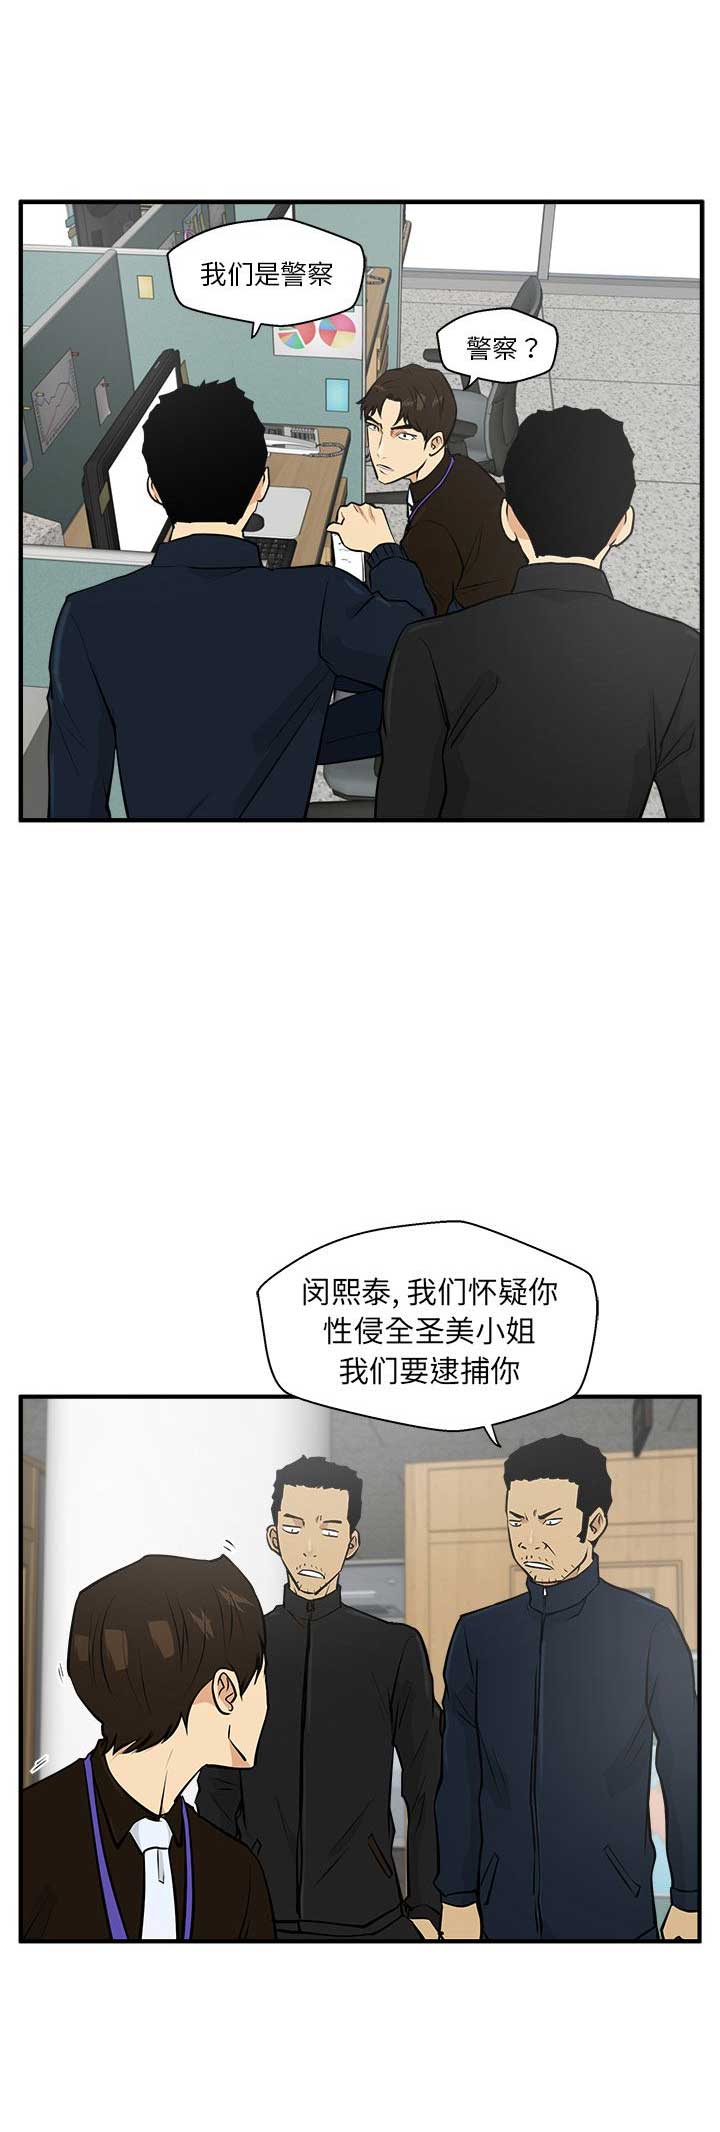 我们是警察
警察？
闵熙泰, 我们怀疑你
性侵全圣美小姐
我们要逮捕你